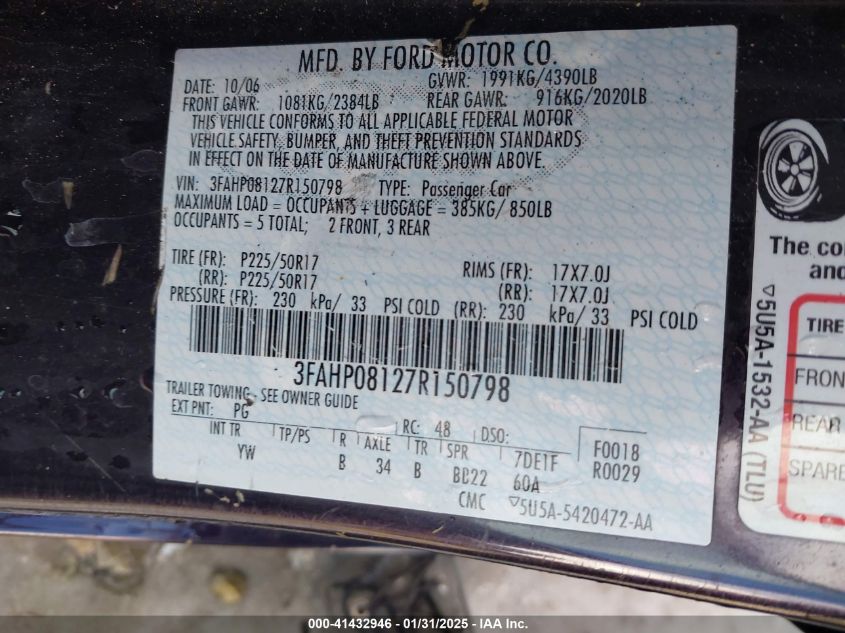 MFD. BY FORD MOTOR CO.
DATE: 10/06 GVWR: 1991KG/4390LB
FRONT GAWR: 1081KG/2384LB REAR GAWR: 916KG/2020LB
THIS VEHICLE CONFORMS TO ALL APPLICABLE FEDERAL MOTOR
VEHICLE SAFETY, BUMPER, AND THEFT PREVENTION STANDARDS
IN EFFECT ON THE DATE OF MANUFACTURE SHOWN ABOVE.
VIN: 3FAHP08127R150798 TYPE: Passenger Car
MAXIMUM LOAD = OCCUPANTS + LUGGAGE = 385KG/ 850LB
OCCUPANTS = 5 TOTAL; 2 FRONT, 3 REAR
TIRE (FR): P225/50R17 RIMS (FR): 17X7.0J
(RR): P225/50R17 (RR): 17X7.0J
PRESSURE (FR): 230 kPa/ 33 PSI COLD (RR): 230 kPa/ 33 PSI COLD
3FAHP08127R150798
TRAILER TOWING - SEE OWNER GUIDE
EXT PNT: PG RC: 48 DSO: F0018
INT TR TP/PS R AXLE TR SPR 7DE1F R0029
YW B 34 B BB22 60A
CMC ▽5U5A-5420472-AA
The co
and
TIRE
FRON
REAR
SPARE
▽5U5A-1532-AA (TLU)
000-41432946 - 01/31/2025 - IAA Inc.